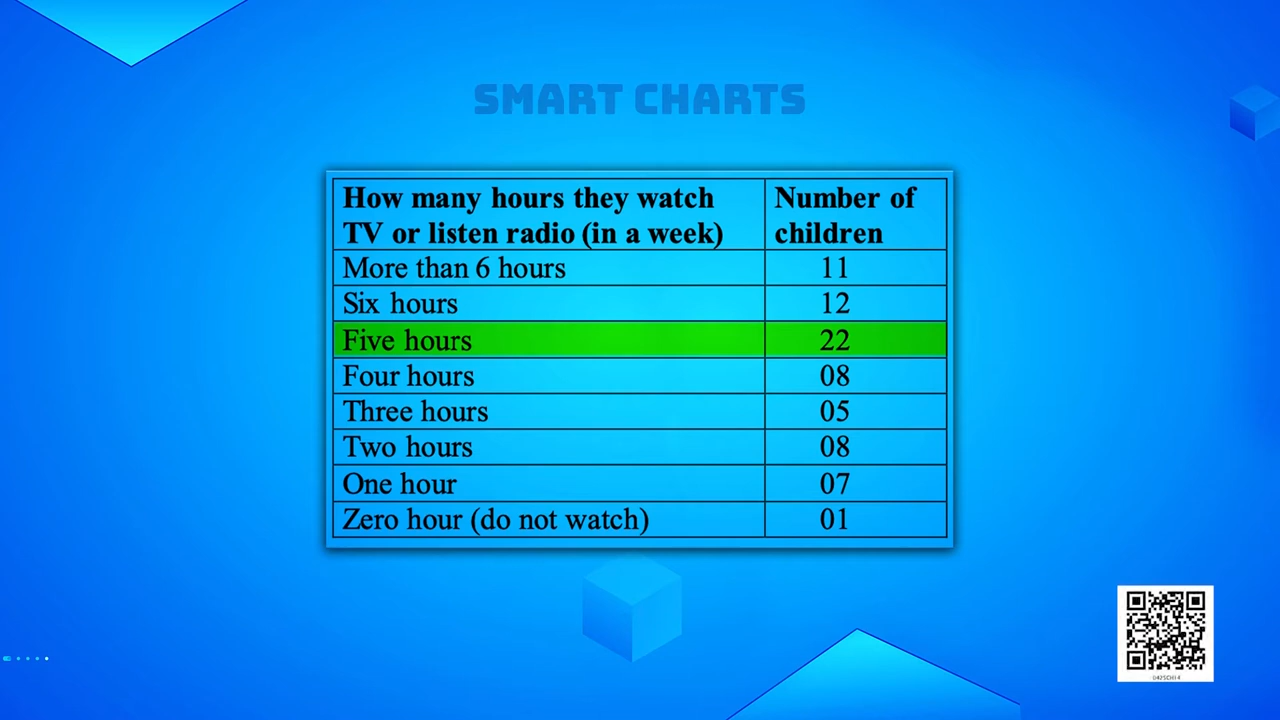 SMART CHARTS
How many hours they watch Number of
TV or listen radio (in a week) children
More than 6 hours 11
Six hours 12
Five hours 22
Four hours 08
Three hours 05
Two hours 08
One hour 07
Zero hour (do not watch) 01